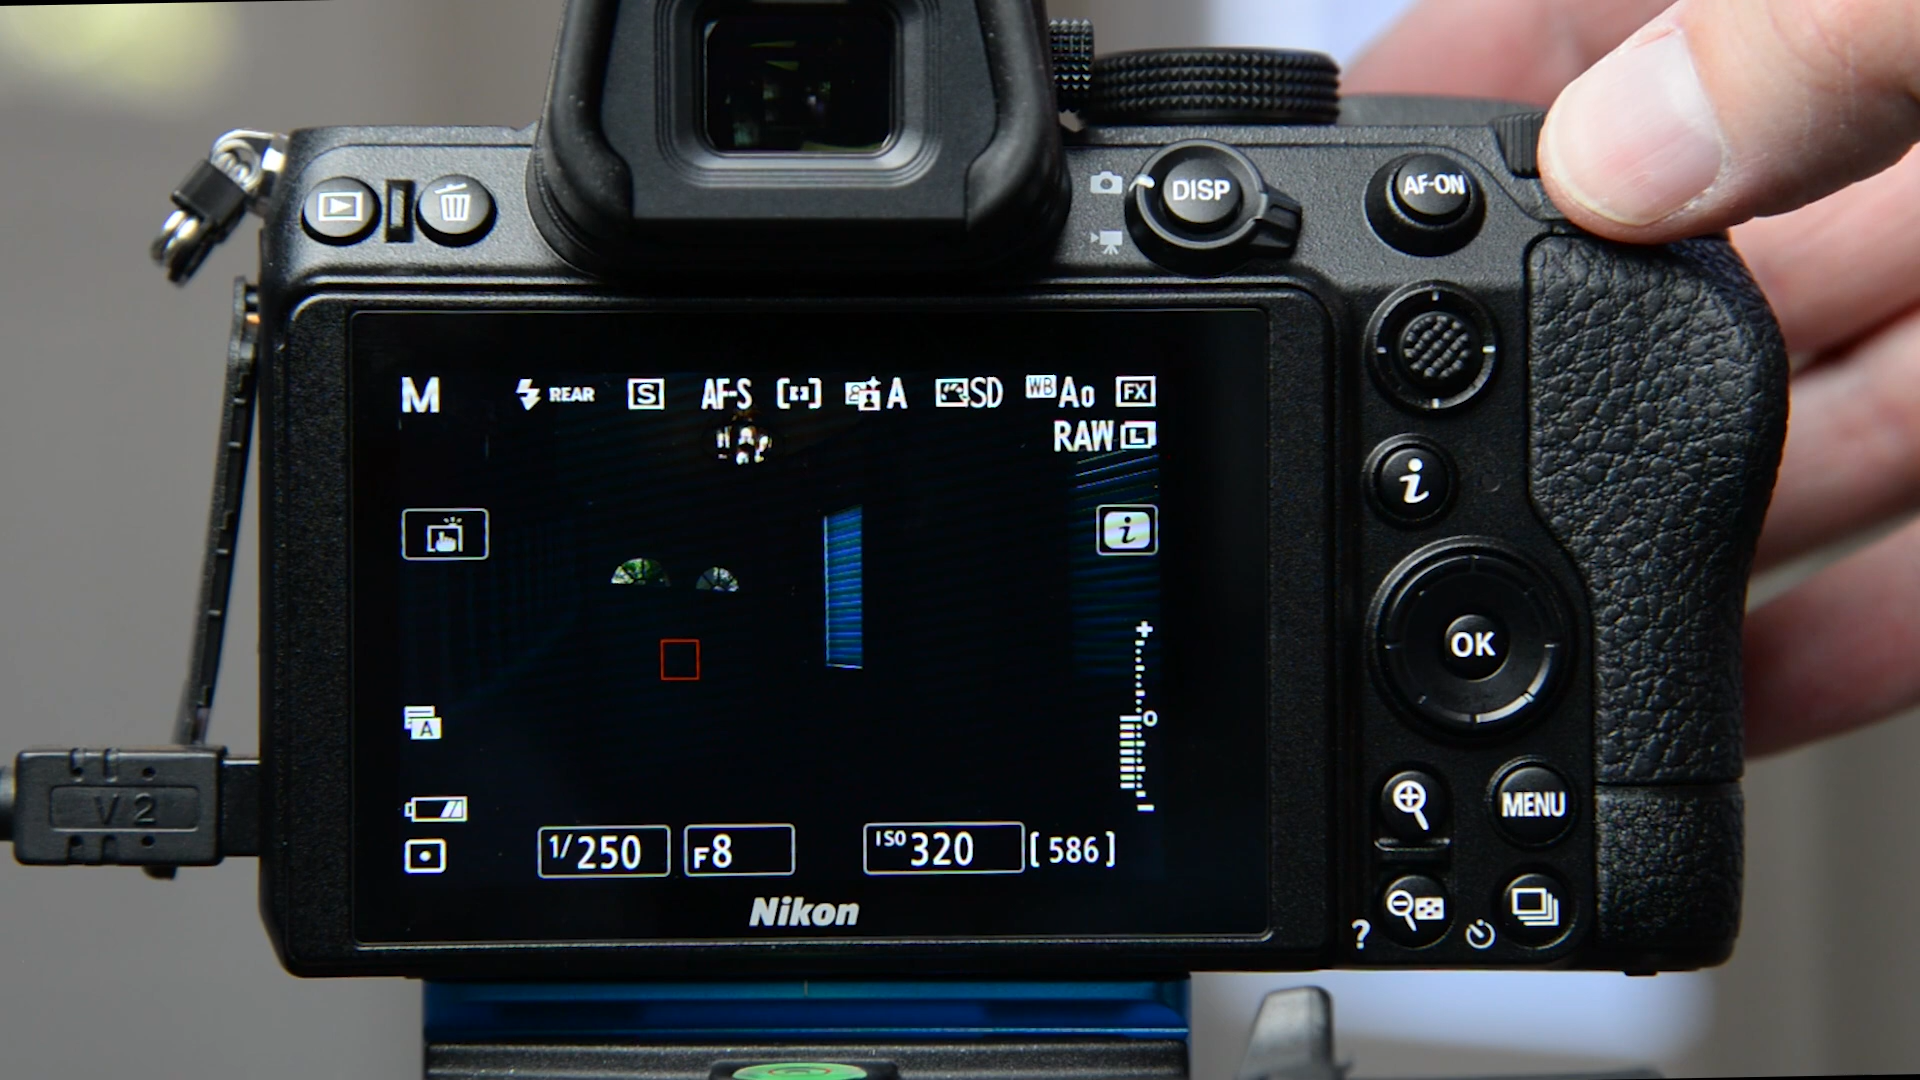 DISP
AF-ON
M REAR S AF-S A SD WB A0 FX
RAW L
i
i
A
OK
V2
MENU
1/250 F8 ISO 320 [586]
Nikon
?